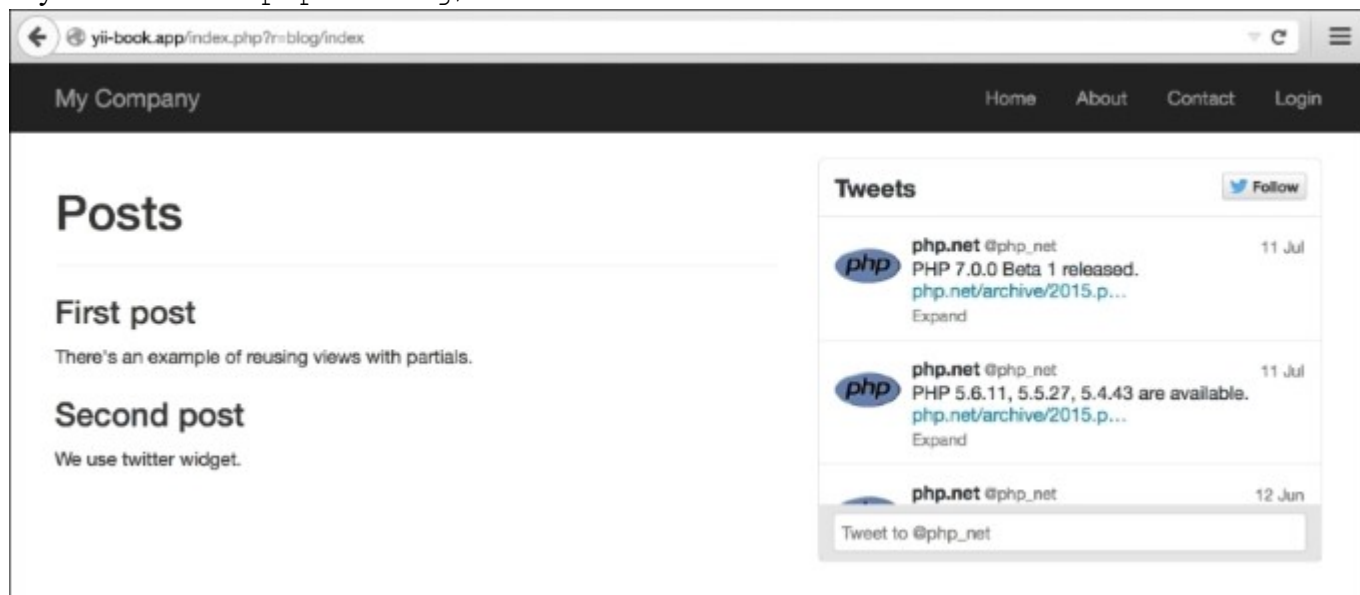 yii-book.app/index.php?r=blog/index
My Company
Home About Contact Login
Posts
First post
There's an example of reusing views with partials.
Second post
We use twitter widget.
Tweets
Follow
php
php.net @php_net
11 Jul
PHP 7.0.0 Beta 1 released.
php.net/archive/2015.p...
Expand
php
php.net @php_net
11 Jul
PHP 5.6.11, 5.5.27, 5.4.43 are available.
php.net/archive/2015.p...
Expand
php.net @php_net
12 Jun
Tweet to @php_net